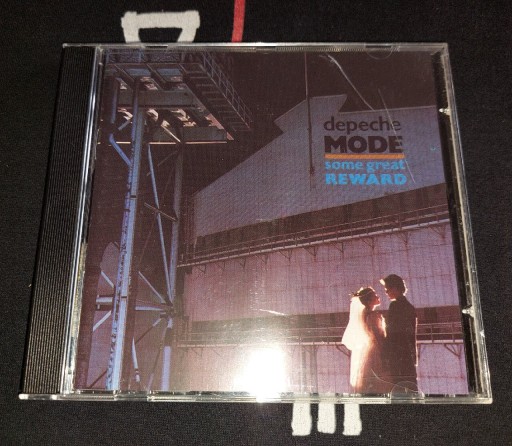 depeche
MODE
some great
REWARD